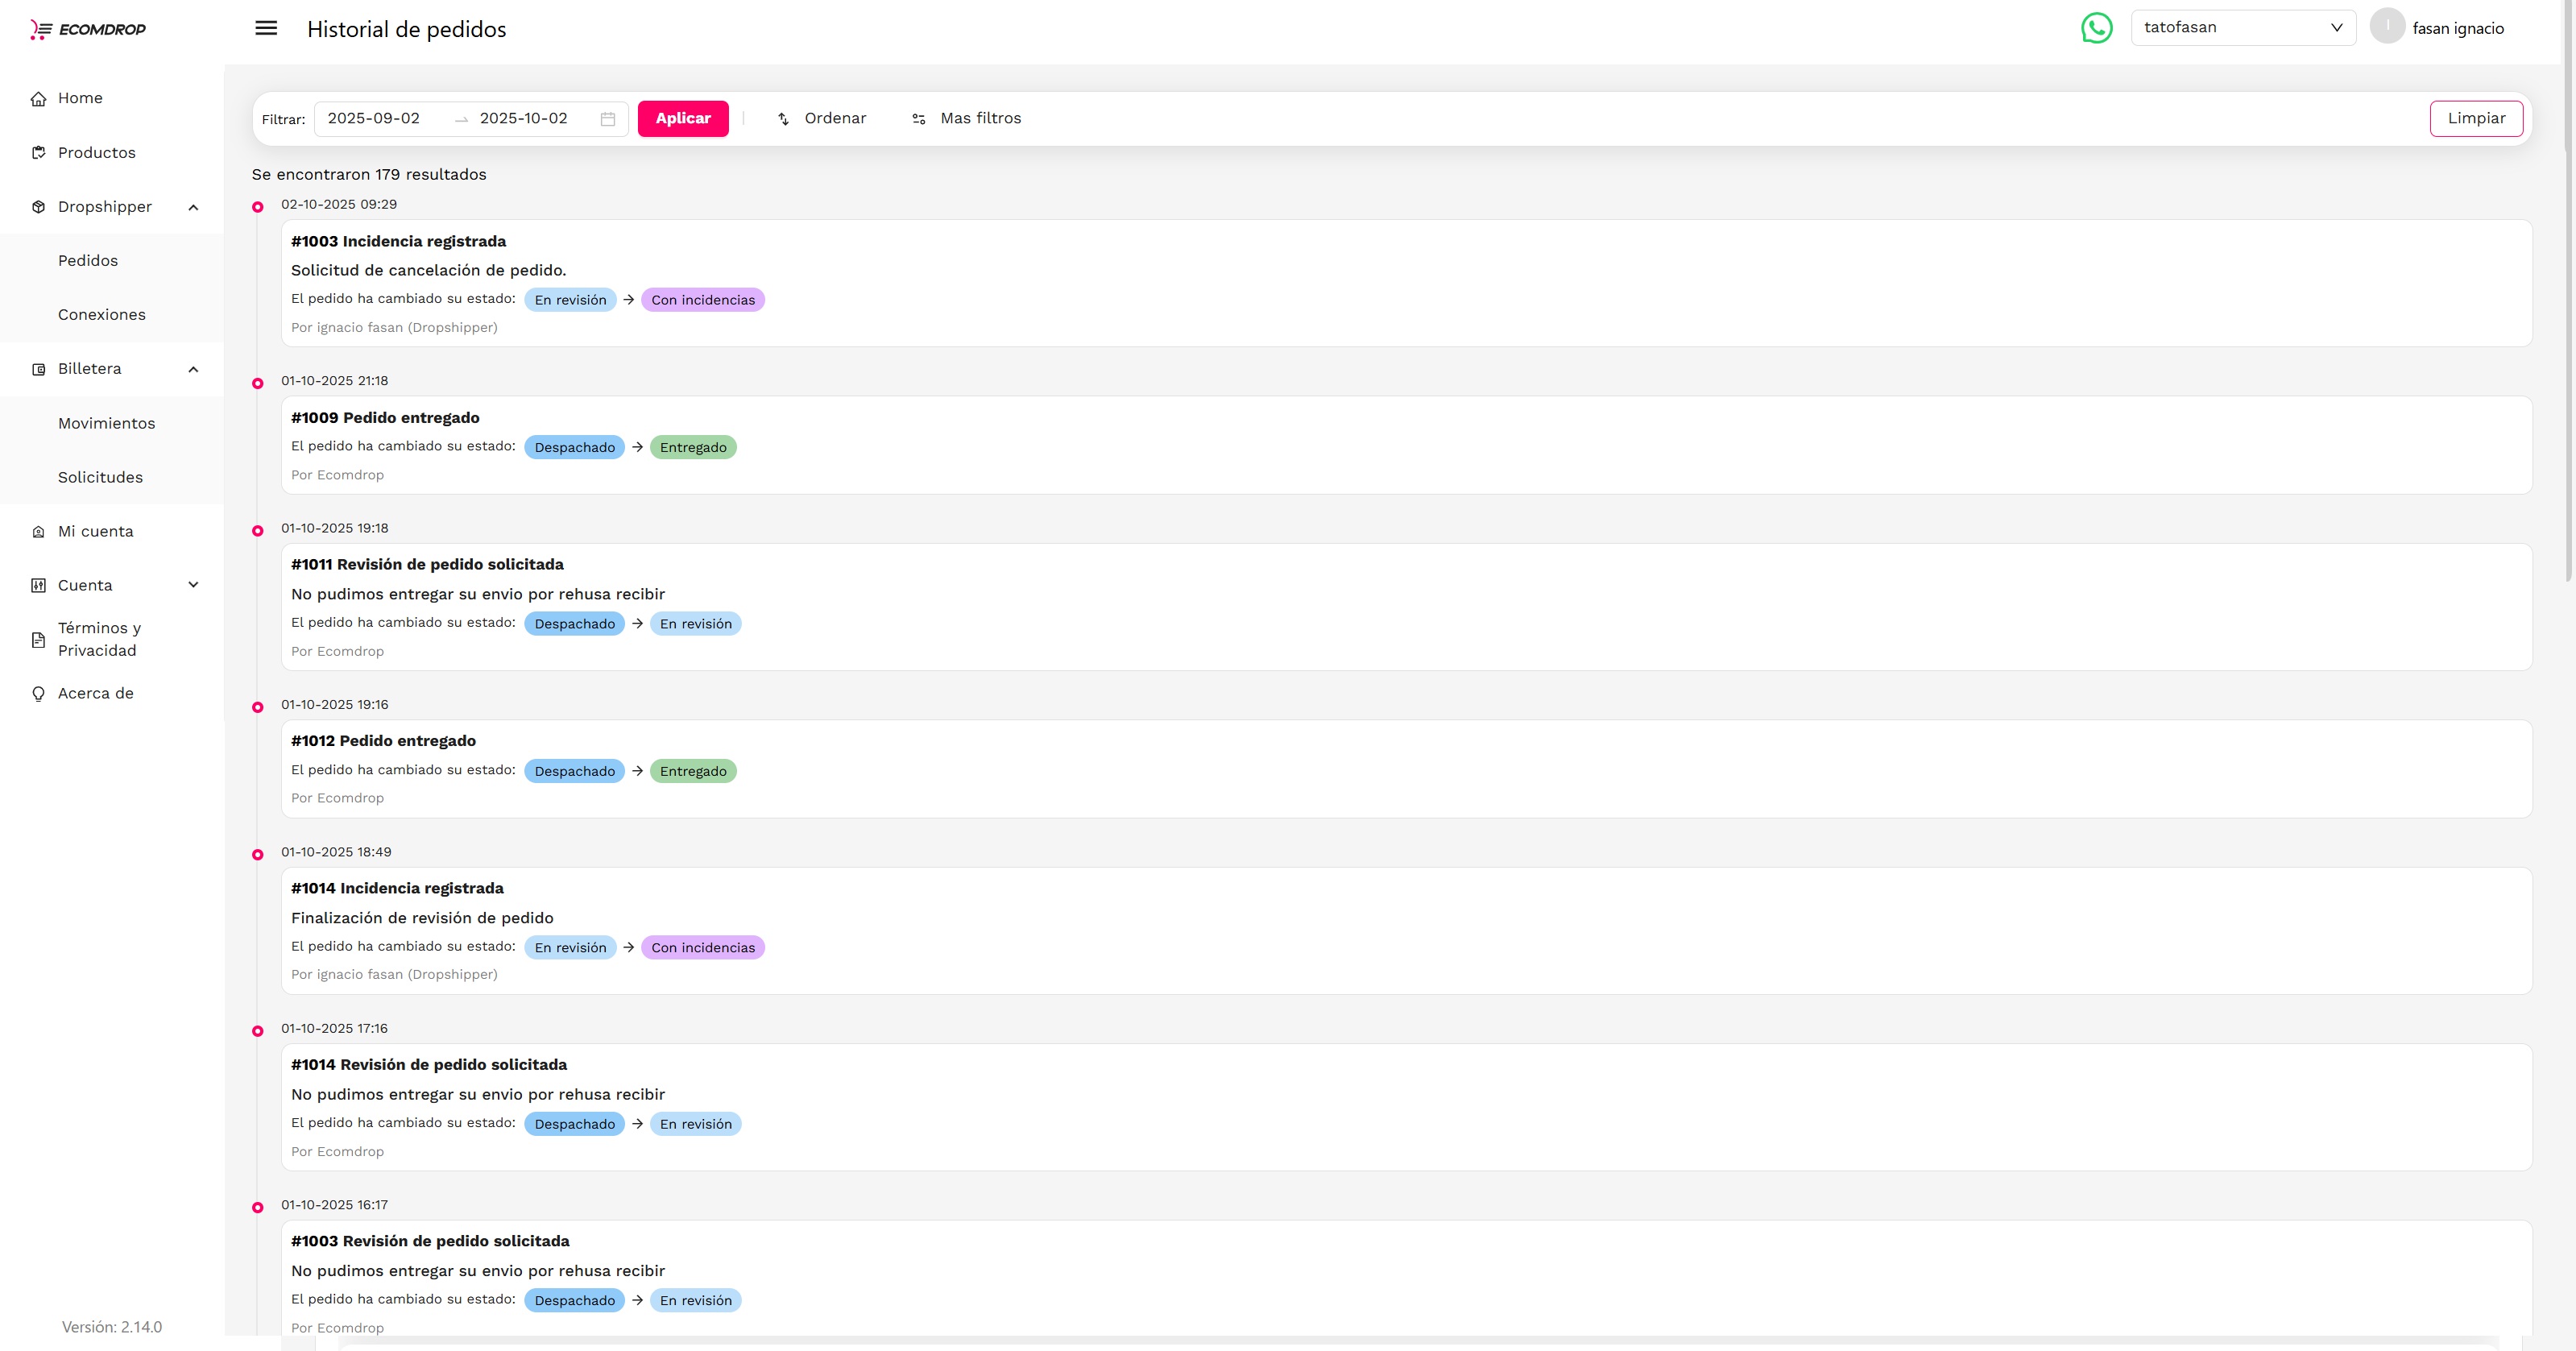 ECOMDROP
Historial de pedidos
tatofasan
I
fasan ignacio
Home
Productos
Dropshipper
Pedidos
Conexiones
Billetera
Movimientos
Solicitudes
Mi cuenta
Cuenta
Términos y
Privacidad
Acerca de
Versión: 2.14.0
Filtrar: 2025-09-02 → 2025-10-02 Aplicar Ordenar Mas filtros Limpiar
Se encontraron 179 resultados
02-10-2025 09:29
#1003 Incidencia registrada
Solicitud de cancelación de pedido.
El pedido ha cambiado su estado: En revisión → Con incidencias
Por ignacio fasan (Dropshipper)
01-10-2025 21:18
#1009 Pedido entregado
El pedido ha cambiado su estado: Despachado → Entregado
Por Ecomdrop
01-10-2025 19:18
#1011 Revisión de pedido solicitada
No pudimos entregar su envio por rehusa recibir
El pedido ha cambiado su estado: Despachado → En revisión
Por Ecomdrop
01-10-2025 19:16
#1012 Pedido entregado
El pedido ha cambiado su estado: Despachado → Entregado
Por Ecomdrop
01-10-2025 18:49
#1014 Incidencia registrada
Finalización de revisión de pedido
El pedido ha cambiado su estado: En revisión → Con incidencias
Por ignacio fasan (Dropshipper)
01-10-2025 17:16
#1014 Revisión de pedido solicitada
No pudimos entregar su envio por rehusa recibir
El pedido ha cambiado su estado: Despachado → En revisión
Por Ecomdrop
01-10-2025 16:17
#1003 Revisión de pedido solicitada
No pudimos entregar su envio por rehusa recibir
El pedido ha cambiado su estado: Despachado → En revisión
Por Ecomdrop